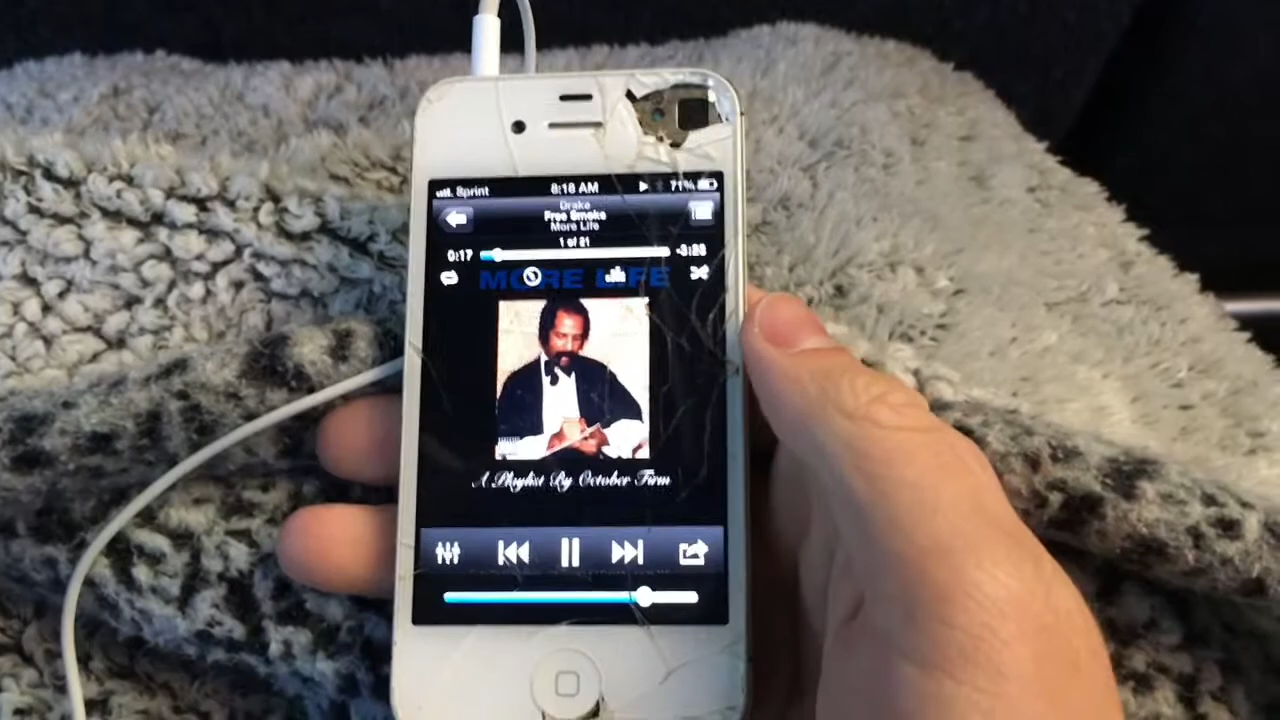 Sprint 8:18 AM 71%
Drake
Free Smoke
More Life
1 of 21
0:17 -3:23
MORE LIFE
A Playlist By October Firm